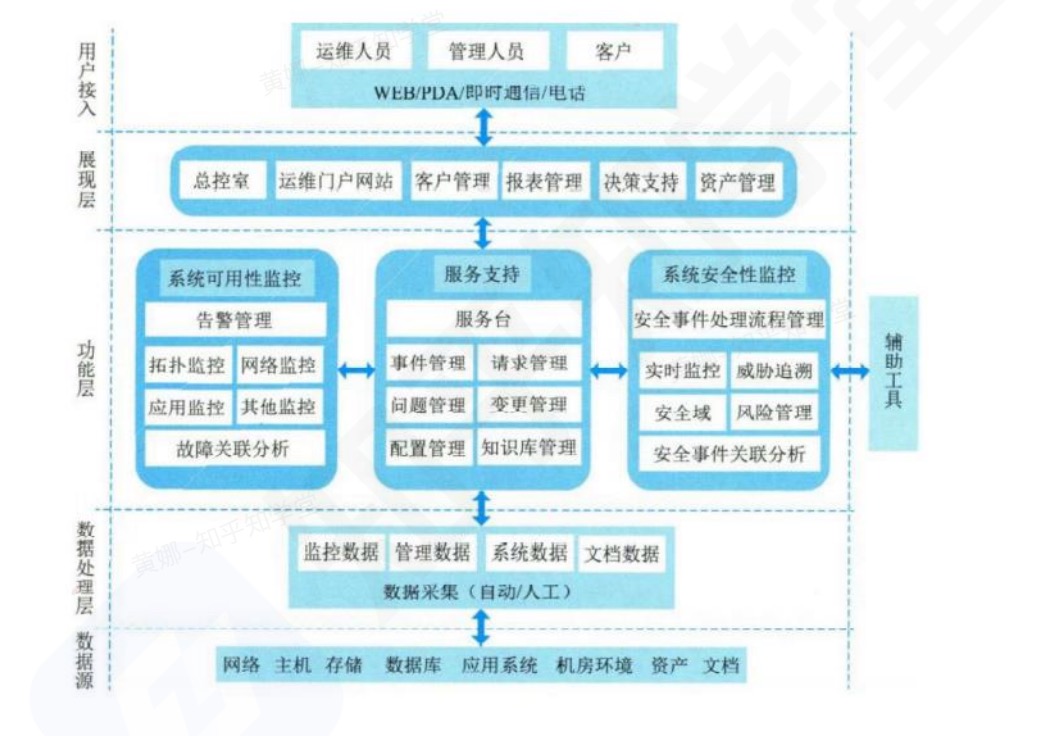 用户接入
运维人员 管理人员 客户
WEB/PDA/即时通信/电话
展现层
总控室 运维门户网站 客户管理 报表管理 决策支持 资产管理
功能层
系统可用性监控
告警管理
拓扑监控 网络监控
应用监控 其他监控
故障关联分析
服务支持
服务台
事件管理 请求管理
问题管理 变更管理
配置管理 知识库管理
系统安全性监控
安全事件处理流程管理
实时监控 威胁追溯
安全域 风险管理
安全事件关联分析
辅助工具
数据处理层
监控数据 管理数据 系统数据 文档数据
数据采集（自动/人工）
数据源
网络 主机 存储 数据库 应用系统 机房环境 资产 文档
黄娜-知乎知学堂